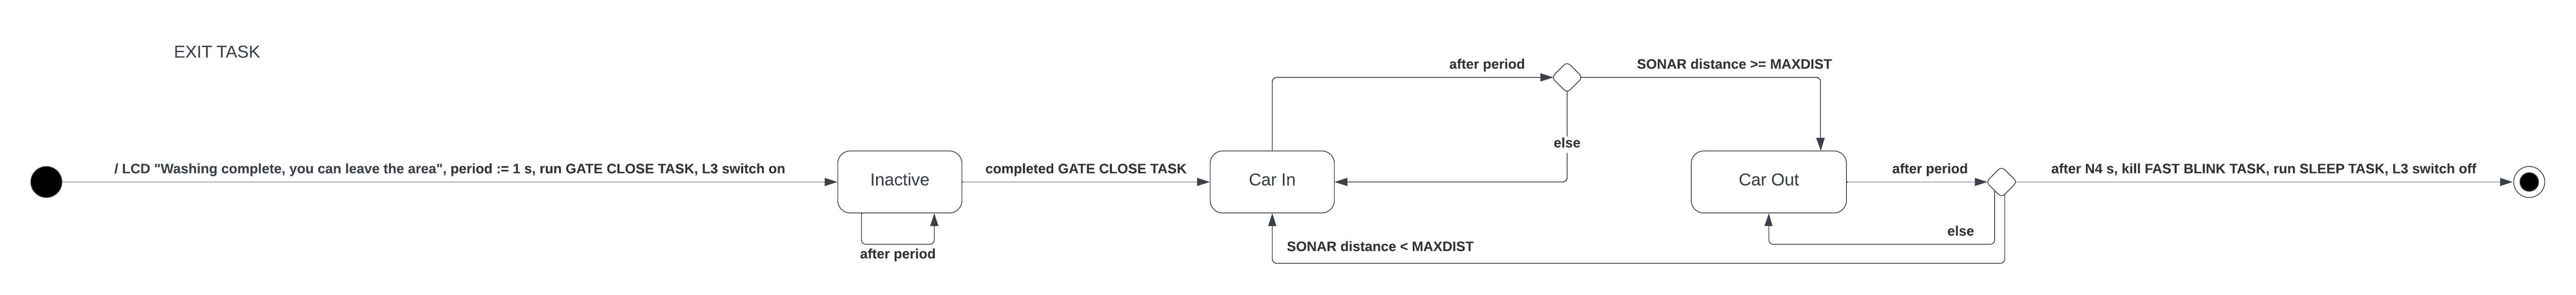 EXIT TASK
after period
SONAR distance >= MAXDIST
else
/ LCD "Washing complete, you can leave the area", period := 1 s, run GATE CLOSE TASK, L3 switch on
Inactive
completed GATE CLOSE TASK
Car In
Car Out
after period
after N4 s, kill FAST BLINK TASK, run SLEEP TASK, L3 switch off
else
SONAR distance < MAXDIST
after period